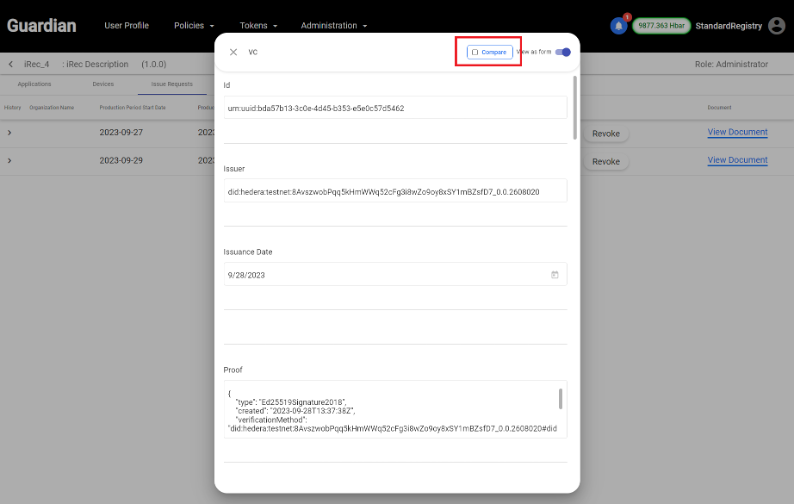 Guardian
User Profile
Policies
Tokens
Administration
1
9877.363 Hbar
StandardRegistry
iRec_4 : iRec Description (1.0.0)
Role: Administrator
Applications
Devices
Issue Requests
History
Organization Name
Production Period Start Date
Document
2023-09-27
202
Revoke
View Document
2023-09-29
202
Revoke
View Document
VC
Compare
View as form
Id
urn:uuid:bda57b13-3c0e-4d45-b353-e5e0c57d5462
Issuer
did:hedera:testnet:8AvszwobPqq5kHmWWq52cFg3i8wZo9oy8xSY1mBZsfD7_0.0.2608020
Issuance Date
9/28/2023
Proof
{
"type": "Ed25519Signature2018",
"created": "2023-09-28T13:37:38Z",
"verificationMethod":
"did:hedera:testnet:8AvszwobPqq5kHmWWq52cFg3i8wZo9oy8xSY1mBZsfD7_0.0.2608020#did